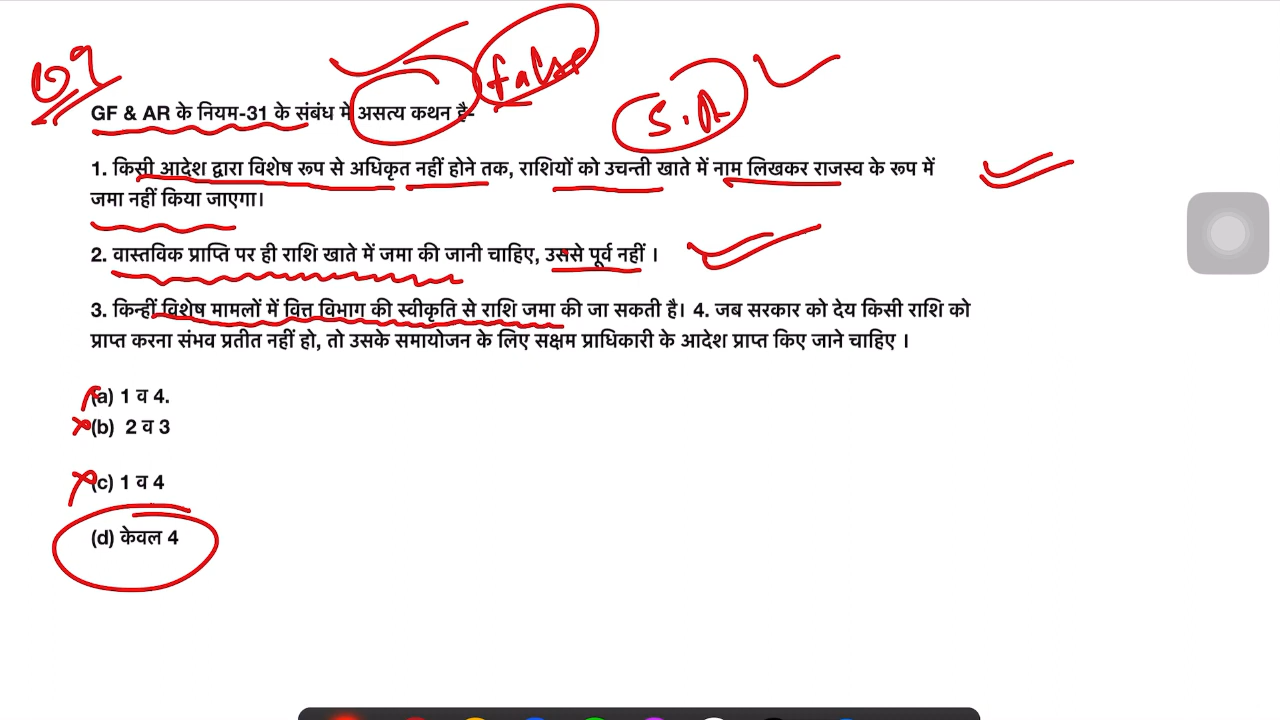 Q9
false
S.A
GF & AR के नियम-31 के संबंध मे असत्य कथन है-
1. किसी आदेश द्वारा विशेष रूप से अधिकृत नहीं होने तक, राशियों को उचन्ती खाते में नाम लिखकर राजस्व के रूप में
जमा नहीं किया जाएगा।
2. वास्तविक प्राप्ति पर ही राशि खाते में जमा की जानी चाहिए, उससे पूर्व नहीं ।
3. किन्हीं विशेष मामलों में वित्त विभाग की स्वीकृति से राशि जमा की जा सकती है। 4. जब सरकार को देय किसी राशि को
प्राप्त करना संभव प्रतीत नहीं हो, तो उसके समायोजन के लिए सक्षम प्राधिकारी के आदेश प्राप्त किए जाने चाहिए ।
(a) 1 व 4.
(b) 2 व 3
(c) 1 व 4
(d) केवल 4